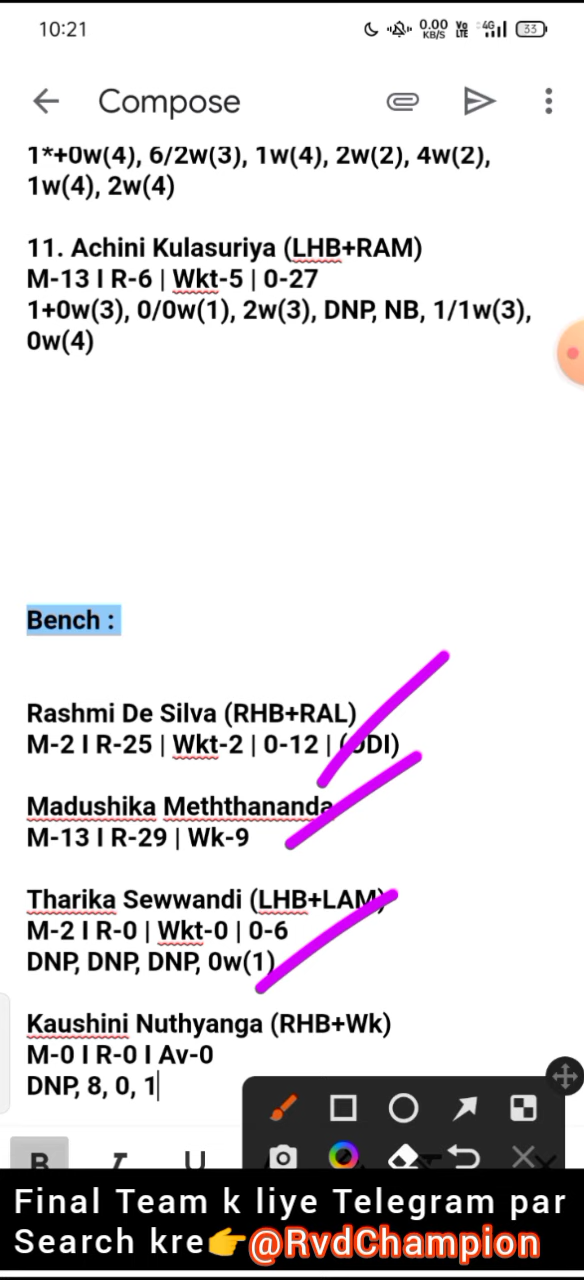 10:21
0.00 KB/S Vo LTE 4G 33
Compose
1*+0w(4), 6/2w(3), 1w(4), 2w(2), 4w(2),
1w(4), 2w(4)
11. Achini Kulasuriya (LHB+RAM)
M-13 I R-6 | Wkt-5 | 0-27
1+0w(3), 0/0w(1), 2w(3), DNP, NB, 1/1w(3),
0w(4)
Bench :
Rashmi De Silva (RHB+RAL)
M-2 I R-25 | Wkt-2 | 0-12 | (ODI)
Madushika Meththananda
M-13 I R-29 | Wk-9
Tharika Sewwandi (LHB+LAM)
M-2 I R-0 | Wkt-0 | 0-6
DNP, DNP, DNP, 0w(1)
Kaushini Nuthyanga (RHB+Wk)
M-0 I R-0 I Av-0
DNP, 8, 0, 1
B I U
Final Team k liye Telegram par
Search kre👉@RvdChampion